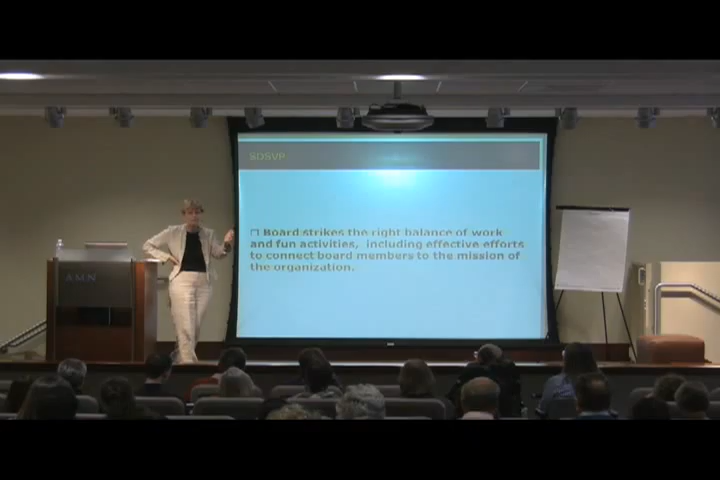 SDSVP
□ Board strikes the right balance of work
and fun activities, including effective efforts
to connect board members to the mission of
the organization.
AMN